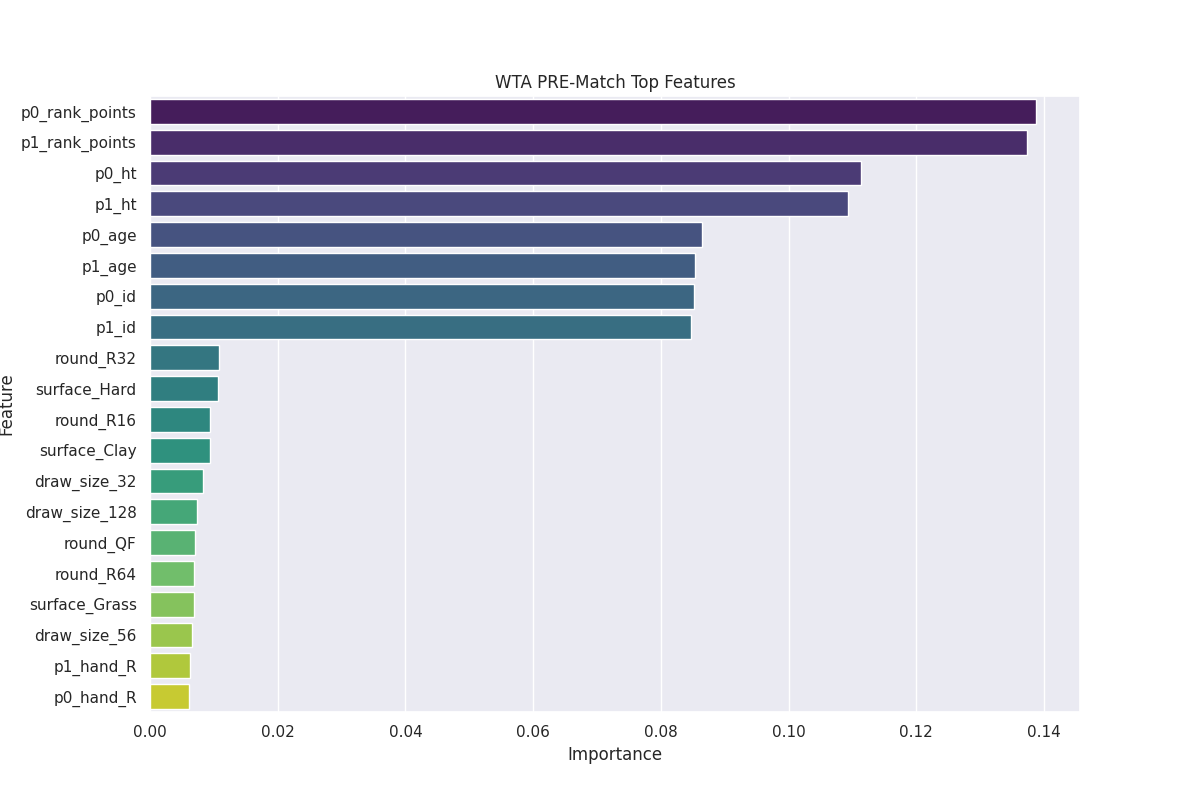 WTA PRE-Match Top Features
p0_rank_points
p1_rank_points
p0_ht
p1_ht
p0_age
p1_age
p0_id
p1_id
round_R32
surface_Hard
round_R16
surface_Clay
draw_size_32
draw_size_128
round_QF
round_R64
surface_Grass
draw_size_56
p1_hand_R
p0_hand_R
Feature
0.00 0.02 0.04 0.06 0.08 0.10 0.12 0.14
Importance